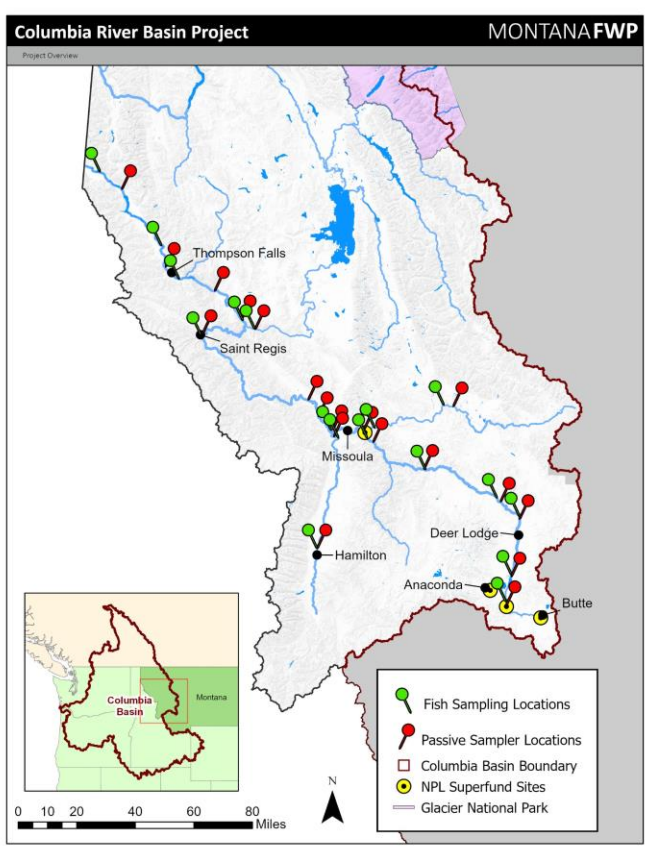 Columbia River Basin Project
MONTANAFWP
Project Overview
Thompson Falls
Saint Regis
Missoula
Hamilton
Deer Lodge
Anaconda
Butte
Columbia
Basin
Montana
Fish Sampling Locations
Passive Sampler Locations
Columbia Basin Boundary
NPL Superfund Sites
Glacier National Park
N
0 10 20 40 60 80
Miles